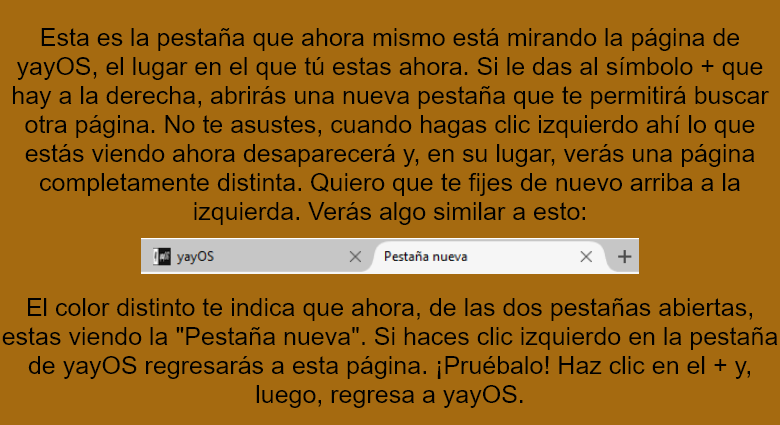 Esta es la pestaña que ahora mismo está mirando la página de
yayOS, el lugar en el que tú estas ahora. Si le das al símbolo + que
hay a la derecha, abrirás una nueva pestaña que te permitirá buscar
otra página. No te asustes, cuando hagas clic izquierdo ahí lo que
estás viendo ahora desaparecerá y, en su lugar, verás una página
completamente distinta. Quiero que te fijes de nuevo arriba a la
izquierda. Verás algo similar a esto:
yayOS Pestaña nueva
El color distinto te indica que ahora, de las dos pestañas abiertas,
estas viendo la "Pestaña nueva". Si haces clic izquierdo en la pestaña
de yayOS regresarás a esta página. ¡Pruébalo! Haz clic en el + y,
luego, regresa a yayOS.